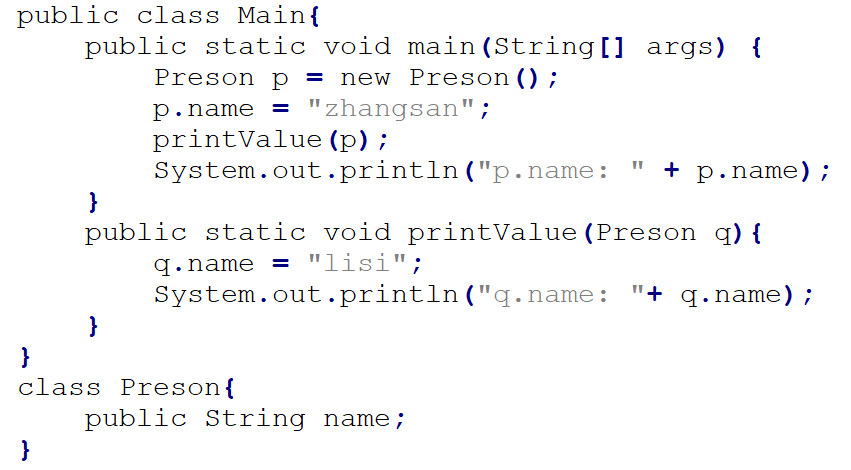 public class Main{
    public static void main(String[] args) {
        Preson p = new Preson();
        p.name = "zhangsan";
        printValue(p);
        System.out.println("p.name: " + p.name);
    }
    public static void printValue(Preson q){
        q.name = "lisi";
        System.out.println("q.name: "+ q.name);
    }
}
class Preson{
    public String name;
}